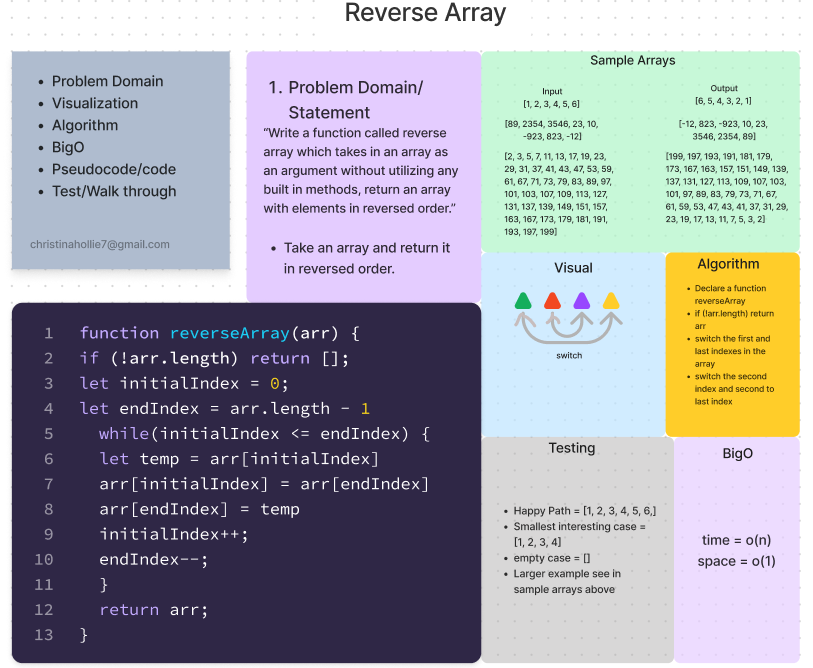 Reverse Array
• Problem Domain
• Visualization
• Algorithm
• BigO
• Pseudocode/code
• Test/Walk through
christinahollie7@gmail.com
1. Problem Domain/
Statement
“Write a function called reverse
array which takes in an array as
an argument without utilizing any
built in methods, return an array
with elements in reversed order.”
• Take an array and return it
in reversed order.
Sample Arrays
Input
[1, 2, 3, 4, 5, 6]
[89, 2354, 3546, 23, 10,
-923, 823, -12]
[2, 3, 5, 7, 11, 13, 17, 19, 23,
29, 31, 37, 41, 43, 47, 53, 59,
61, 67, 71, 73, 79, 83, 89, 97,
101, 103, 107, 109, 113, 127,
131, 137, 139, 149, 151, 157,
163, 167, 173, 179, 181, 191,
193, 197, 199]
Output
[6, 5, 4, 3, 2, 1]
[-12, 823, -923, 10, 23,
3546, 2354, 89]
[199, 197, 193, 191, 181, 179,
173, 167, 163, 157, 151, 149, 139,
137, 131, 127, 113, 109, 107, 103,
101, 97, 89, 83, 79, 73, 71, 67,
61, 59, 53, 47, 43, 41, 37, 31, 29,
23, 19, 17, 13, 11, 7, 5, 3, 2]
Visual
switch
Algorithm
• Declare a function
reverseArray
• if (!arr.length) return
arr
• switch the first and
last indexes in the
array
• switch the second
index and second to
last index
1 function reverseArray(arr) {
2 if (!arr.length) return [];
3 let initialIndex = 0;
4 let endIndex = arr.length - 1
5 while(initialIndex <= endIndex) {
6 let temp = arr[initialIndex]
7 arr[initialIndex] = arr[endIndex]
8 arr[endIndex] = temp
9 initialIndex++;
10 endIndex--;
11 }
12 return arr;
13 }
Testing
• Happy Path = [1, 2, 3, 4, 5, 6,]
• Smallest interesting case =
[1, 2, 3, 4]
• empty case = []
• Larger example see in
sample arrays above
BigO
time = o(n)
space = o(1)